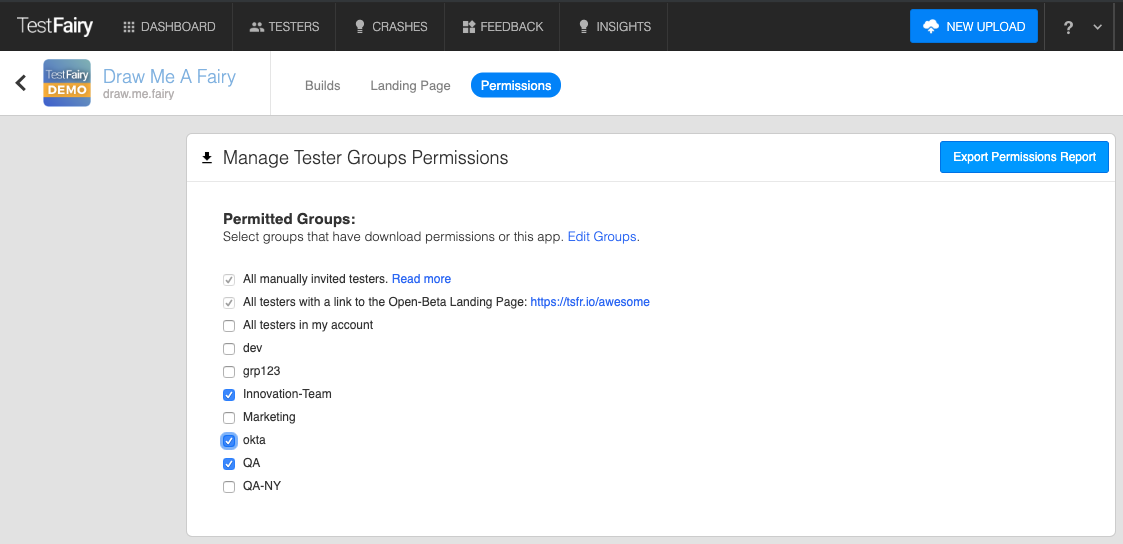 TestFairy
DASHBOARD
TESTERS
CRASHES
FEEDBACK
INSIGHTS
NEW UPLOAD
?
TestFairy
DEMO
Draw Me A Fairy
draw.me.fairy
Builds
Landing Page
Permissions
Manage Tester Groups Permissions
Export Permissions Report
Permitted Groups:
Select groups that have download permissions or this app. Edit Groups.
All manually invited testers. Read more
All testers with a link to the Open-Beta Landing Page: https://tsfr.io/awesome
All testers in my account
dev
grp123
Innovation-Team
Marketing
okta
QA
QA-NY